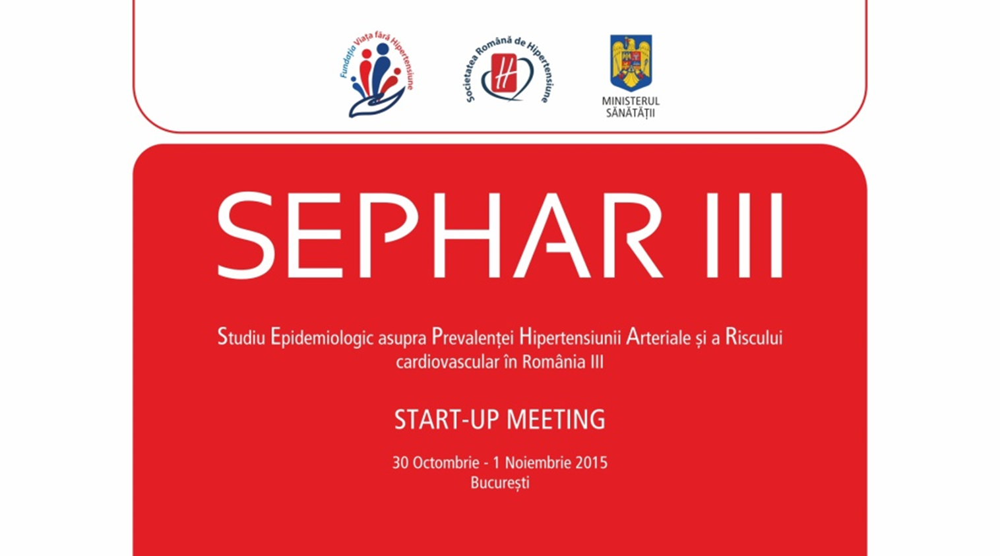 Fundația Viața fără Hipertensiune
Societatea Română de Hipertensiune
H
MINISTERUL
SĂNĂTĂȚII
SEPHAR III
Studiu Epidemiologic asupra Prevalenței Hipertensiunii Arteriale și a Riscului
cardiovascular în România III
START-UP MEETING
30 Octombrie - 1 Noiembrie 2015
București